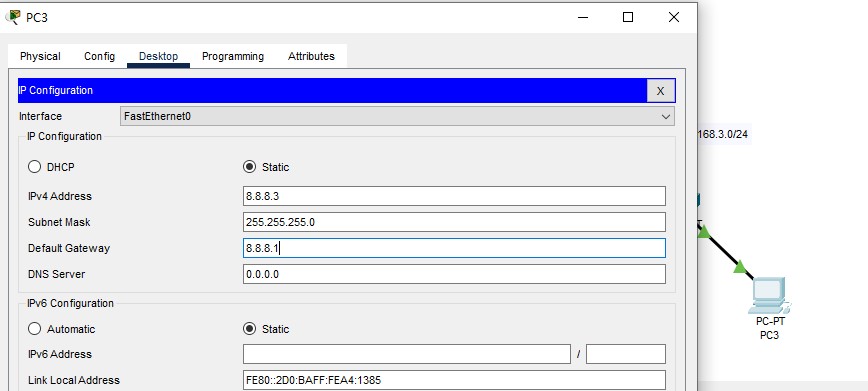 PC3
Physical Config Desktop Programming Attributes
IP Configuration X
Interface FastEthernet0
IP Configuration
DHCP Static
IPv4 Address 8.8.8.3
Subnet Mask 255.255.255.0
Default Gateway 8.8.8.1
DNS Server 0.0.0.0
IPv6 Configuration
Automatic Static
IPv6 Address /
Link Local Address FE80::2D0:BAFF:FEA4:1385
168.3.0/24
PC-PT
PC3